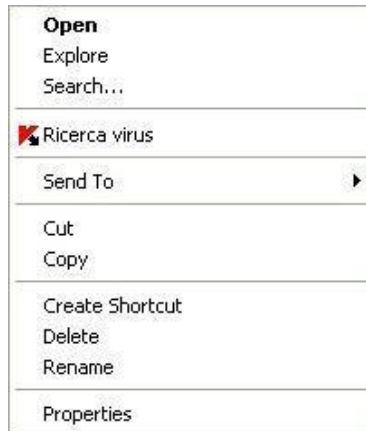 Open
Explore
Search...
Ricerca virus
Send To
Cut
Copy
Create Shortcut
Delete
Rename
Properties